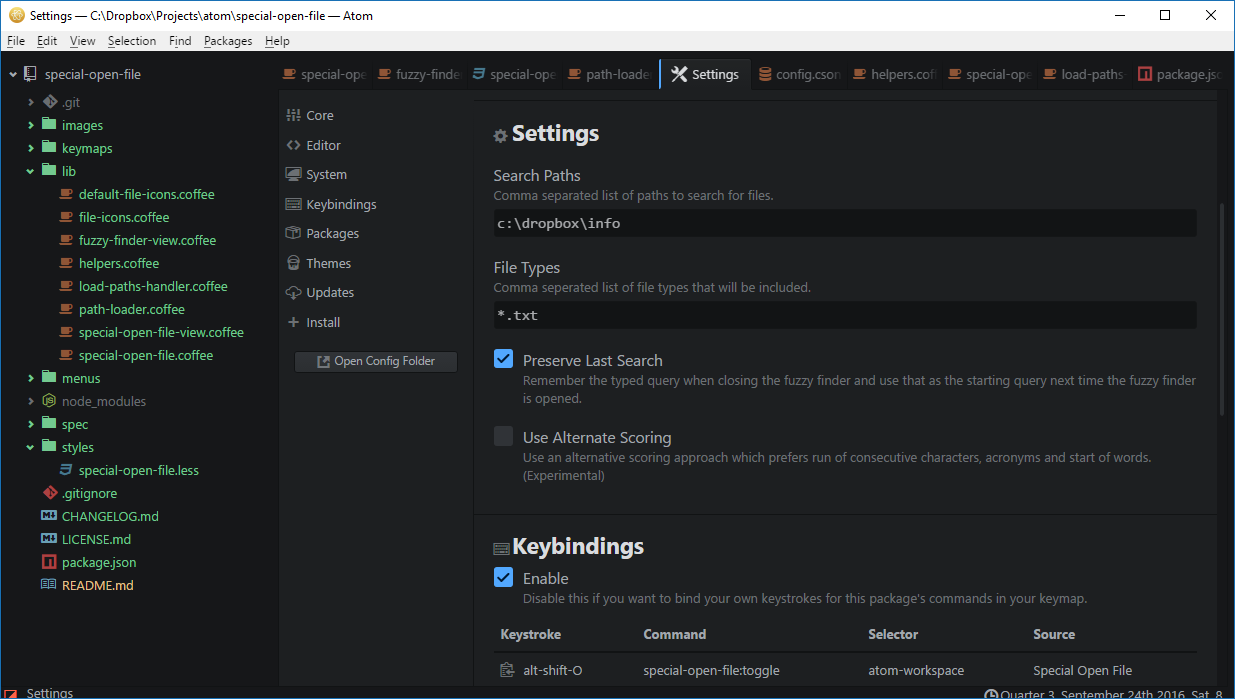 Settings — C:\Dropbox\Projects\atom\special-open-file — Atom
File Edit View Selection Find Packages Help
special-open-file
.git
images
keymaps
lib
default-file-icons.coffee
file-icons.coffee
fuzzy-finder-view.coffee
helpers.coffee
load-paths-handler.coffee
path-loader.coffee
special-open-file-view.coffee
special-open-file.coffee
menus
node_modules
spec
styles
special-open-file.less
.gitignore
CHANGELOG.md
LICENSE.md
package.json
README.md
special-ope fuzzy-finde special-ope path-loade Settings config.cson helpers.cof special-ope load-paths- package.jso
Core
Editor
System
Keybindings
Packages
Themes
Updates
Install
Open Config Folder
Settings
Search Paths
Comma separated list of paths to search for files.
c:\dropbox\info
File Types
Comma seperated list of file types that will be included.
*.txt
Preserve Last Search
Remember the typed query when closing the fuzzy finder and use that as the starting query next time the fuzzy finder
is opened.
Use Alternate Scoring
Use an alternative scoring approach which prefers run of consecutive characters, acronyms and start of words.
(Experimental)
Keybindings
Enable
Disable this if you want to bind your own keystrokes for this package's commands in your keymap.
Keystroke Command Selector Source
alt-shift-O special-open-file:toggle atom-workspace Special Open File
Settings
Quarter 3, September 24th 2016, Sat, 8